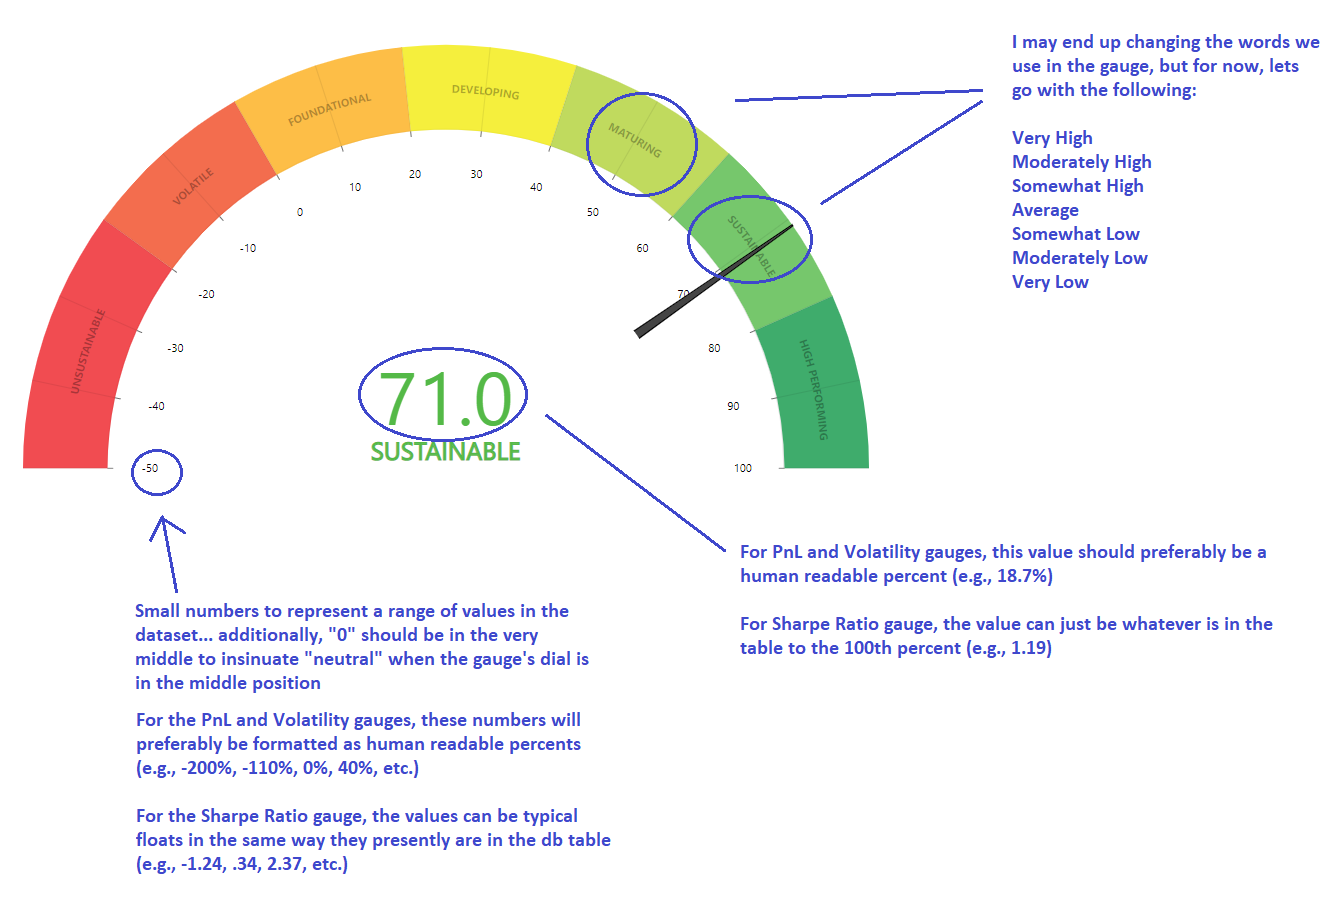 I may end up changing the words we
use in the gauge, but for now, lets
go with the following:
Very High
Moderately High
Somewhat High
Average
Somewhat Low
Moderately Low
Very Low
UNSUSTAINABLE
VOLATILE
FOUNDATIONAL
DEVELOPING
MATURING
SUSTAINABLE
HIGH PERFORMING
-50
-40
-30
-20
-10
0
10
20
30
40
50
60
70
80
90
100
71.0
SUSTAINABLE
For PnL and Volatility gauges, this value should preferably be a
human readable percent (e.g., 18.7%)
For Sharpe Ratio gauge, the value can just be whatever is in the
table to the 100th percent (e.g., 1.19)
Small numbers to represent a range of values in the
dataset... additionally, "0" should be in the very
middle to insinuate "neutral" when the gauge's dial is
in the middle position
For the PnL and Volatility gauges, these numbers will
preferably be formatted as human readable percents
(e.g., -200%, -110%, 0%, 40%, etc.)
For the Sharpe Ratio gauge, the values can be typical
floats in the same way they presently are in the db table
(e.g., -1.24, .34, 2.37, etc.)